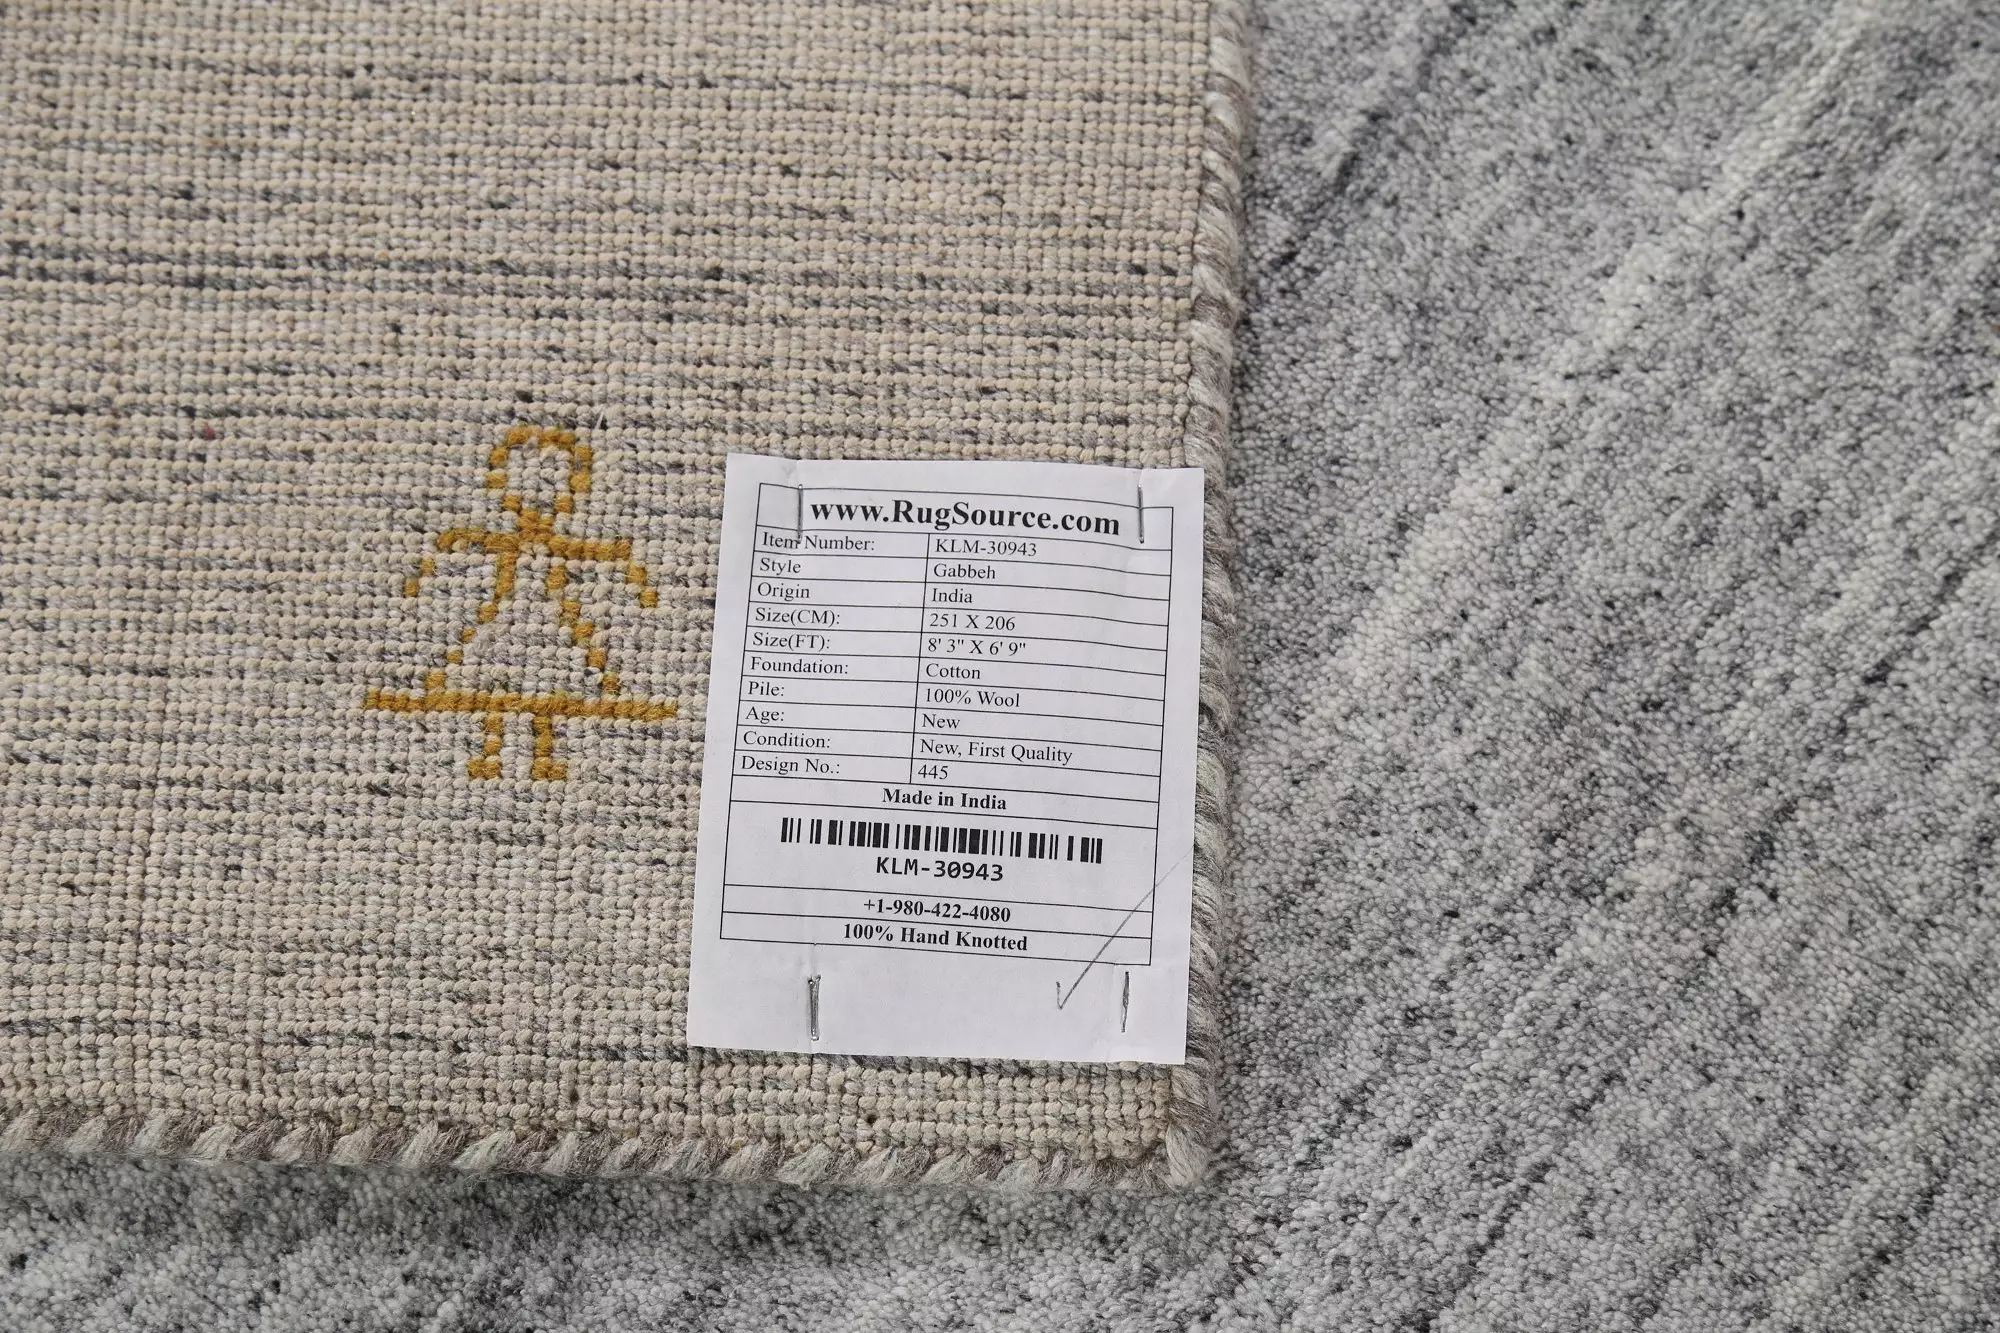 www.RugSource.com
Item Number: KLM-30943
Style Gabbeh
Origin India
Size(CM): 251 X 206
Size(FT): 8' 3" X 6' 9"
Foundation: Cotton
Pile: 100% Wool
Age: New
Condition: New, First Quality
Design No.: 445
Made in India
KLM-30943
+1-980-422-4080
100% Hand Knotted